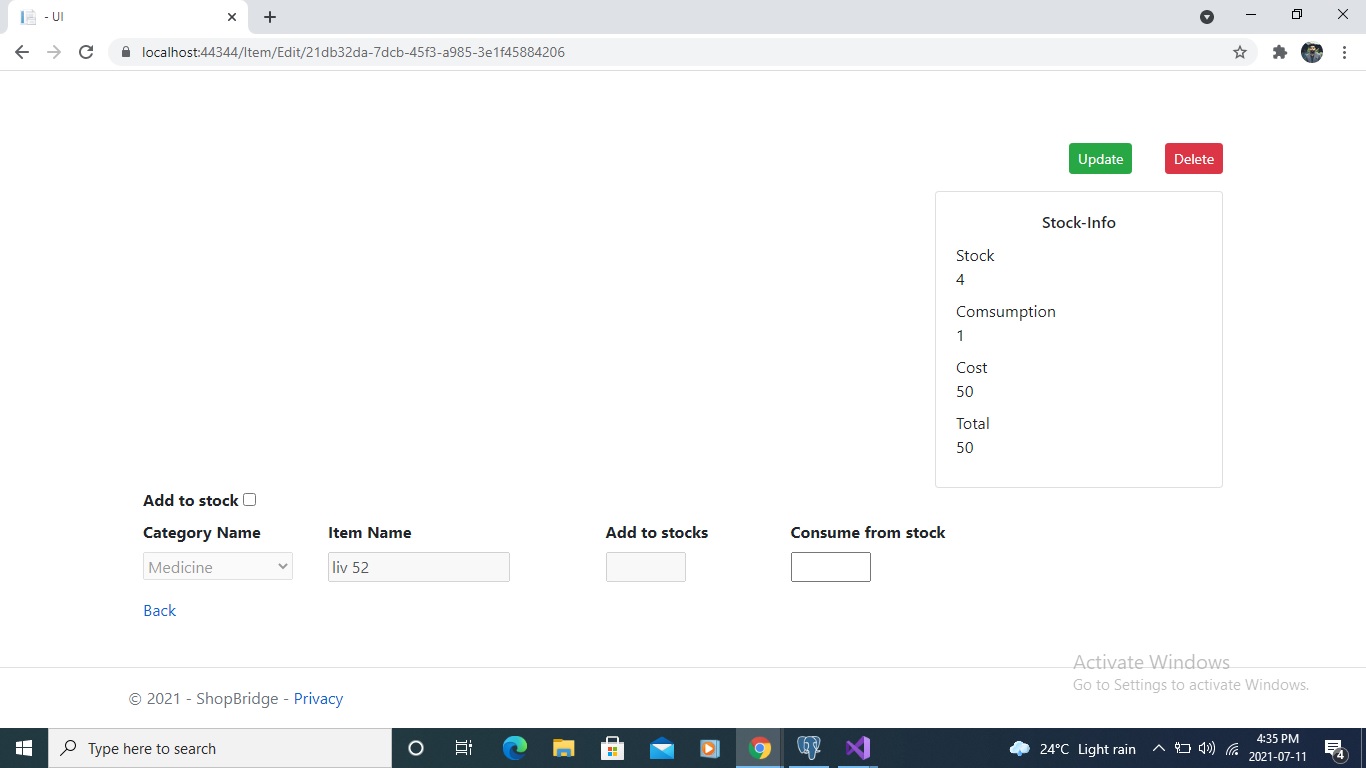 - UI
localhost:44344/Item/Edit/21db32da-7dcb-45f3-a985-3e1f45884206
Update Delete
Stock-Info
Stock
4
Comsumption
1
Cost
50
Total
50
Add to stock
Category Name Item Name Add to stocks Consume from stock
Medicine liv 52
Back
Activate Windows
Go to Settings to activate Windows.
© 2021 - ShopBridge - Privacy
Type here to search
24°C Light rain
4:35 PM
2021-07-11
4